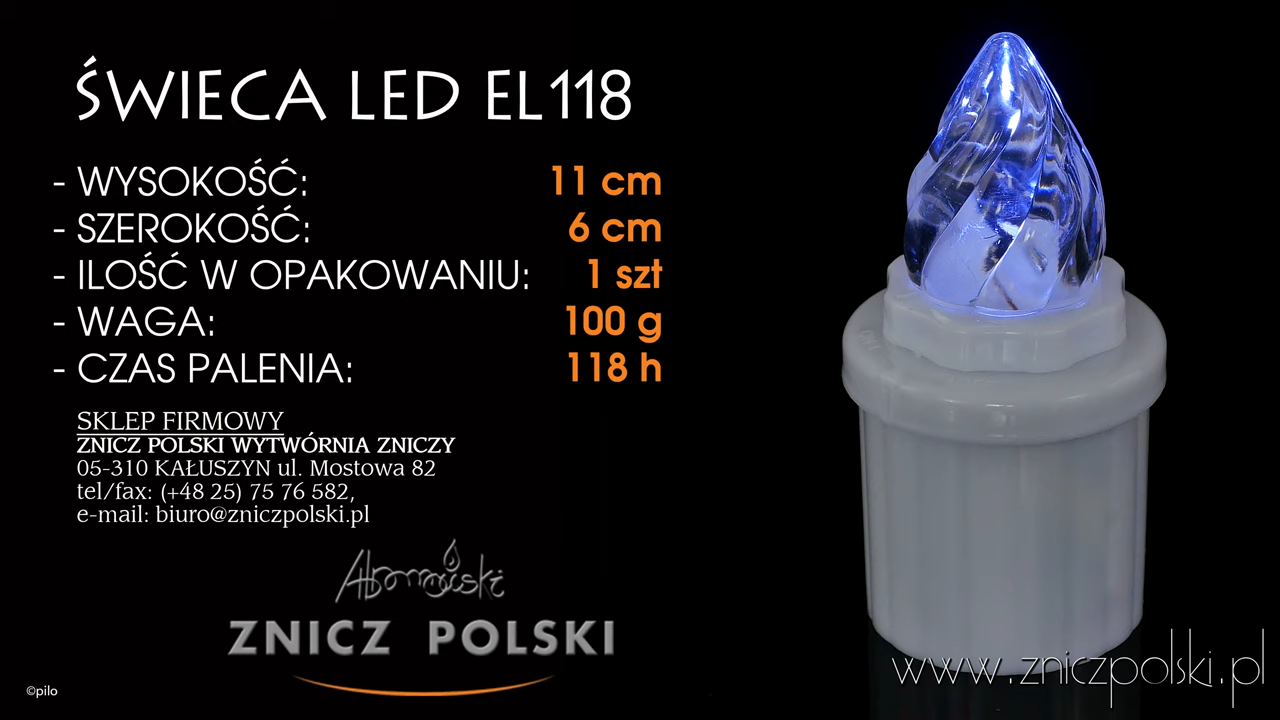 ŚWIECA LED EL118
- WYSOKOŚĆ: 11 cm
- SZEROKOŚĆ: 6 cm
- ILOŚĆ W OPAKOWANIU: 1 szt
- WAGA: 100 g
- CZAS PALENIA: 118 h
SKLEP FIRMOWY
ZNICZ POLSKI WYTWÓRNIA ZNICZY
05-310 KAŁUSZYN ul. Mostowa 82
tel/fax: (+48 25) 75 76 582,
e-mail: biuro@zniczpolski.pl
ZNICZ POLSKI
©pilo
www.zniczpolski.pl